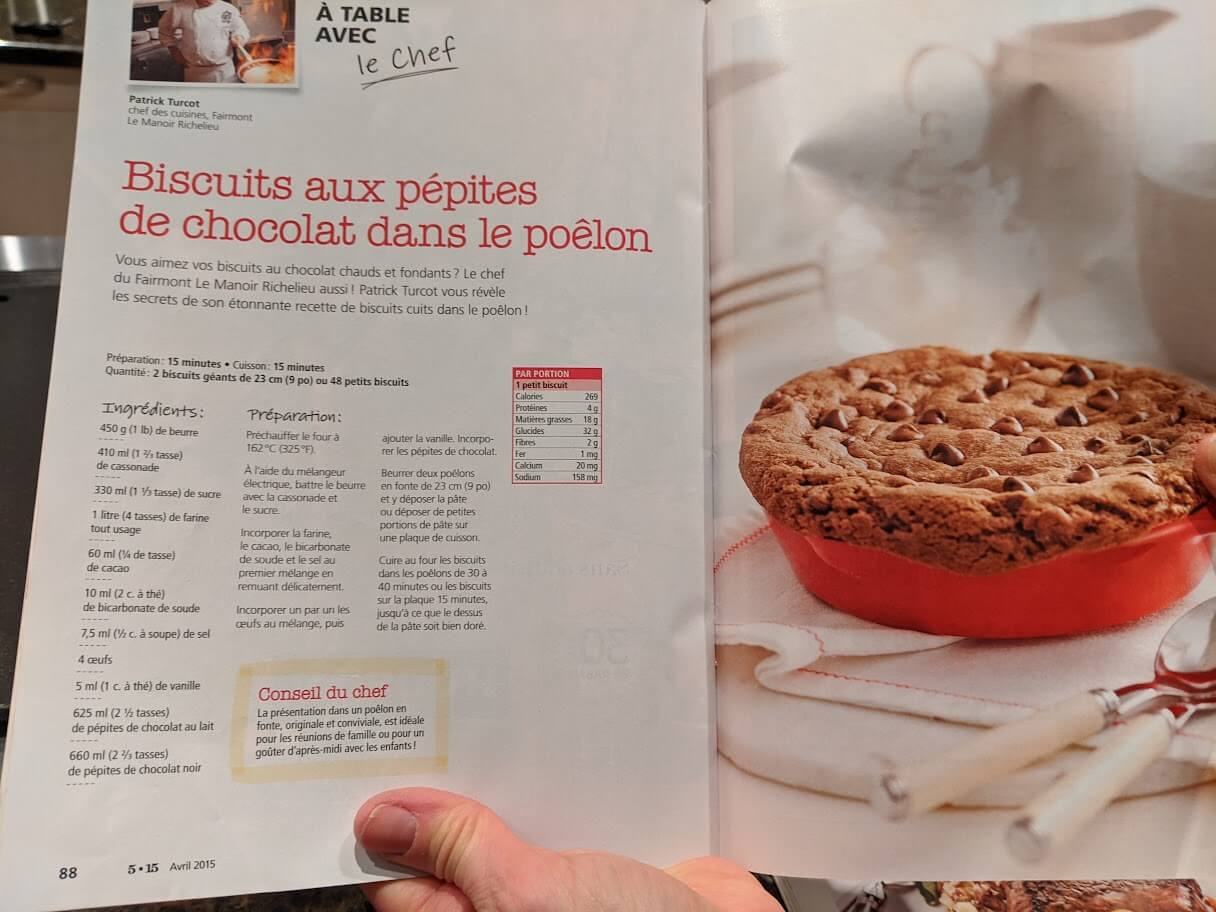 À TABLE
AVEC
le chef
Patrick Turcot
chef des cuisines, Fairmont
Le Manoir Richelieu
Biscuits aux pépites
de chocolat dans le poêlon
Vous aimez vos biscuits au chocolat chauds et fondants ? Le chef
du Fairmont Le Manoir Richelieu aussi ! Patrick Turcot vous révèle
les secrets de son étonnante recette de biscuits cuits dans le poêlon !
Préparation : 15 minutes • Cuisson : 15 minutes
Quantité : 2 biscuits géants de 23 cm (9 po) ou 48 petits biscuits
Ingrédients :
450 g (1 lb) de beurre
410 ml (1 ⅔ tasse)
de cassonade
330 ml (1 ⅓ tasse) de sucre
1 litre (4 tasses) de farine
tout usage
60 ml (¼ de tasse)
de cacao
10 ml (2 c. à thé)
de bicarbonate de soude
7,5 ml (½ c. à soupe) de sel
4 œufs
5 ml (1 c. à thé) de vanille
625 ml (2 ½ tasses)
de pépites de chocolat au lait
660 ml (2 ⅔ tasses)
de pépites de chocolat noir
Préparation :
Préchauffer le four à
162 °C (325 °F).
À l'aide du mélangeur
électrique, battre le beurre
avec la cassonade et
le sucre.
Incorporer la farine,
le cacao, le bicarbonate
de soude et le sel au
premier mélange en
remuant délicatement.
Incorporer un par un les
œufs au mélange, puis
ajouter la vanille. Incorpo-
rer les pépites de chocolat.
Beurrer deux poêlons
en fonte de 23 cm (9 po)
et y déposer la pâte
ou déposer de petites
portions de pâte sur
une plaque de cuisson.
Cuire au four les biscuits
dans les poêlons de 30 à
40 minutes ou les biscuits
sur la plaque 15 minutes,
jusqu'à ce que le dessus
de la pâte soit bien doré.
PAR PORTION
1 petit biscuit
Calories 269
Protéines 4 g
Matières grasses 18 g
Glucides 32 g
Fibres 2 g
Fer 1 mg
Calcium 20 mg
Sodium 158 mg
Conseil du chef
La présentation dans un poêlon en
fonte, originale et conviviale, est idéale
pour les réunions de famille ou pour un
goûter d'après-midi avec les enfants !
88 5•15 Avril 2015